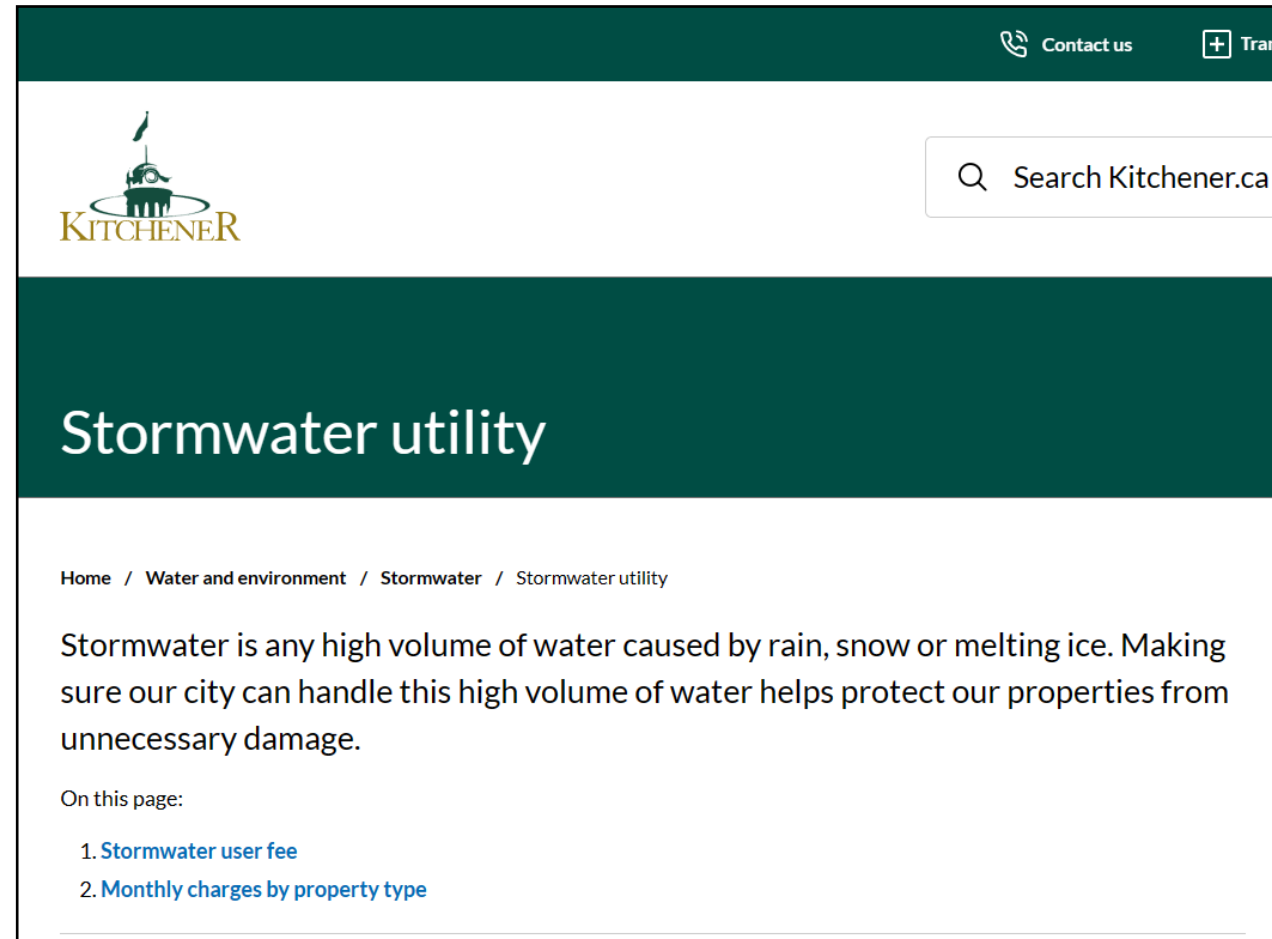 Contact us
KITCHENER
Search Kitchener.ca
Stormwater utility
Home / Water and environment / Stormwater / Stormwater utility
Stormwater is any high volume of water caused by rain, snow or melting ice. Making
sure our city can handle this high volume of water helps protect our properties from
unnecessary damage.
On this page:
1. Stormwater user fee
2. Monthly charges by property type